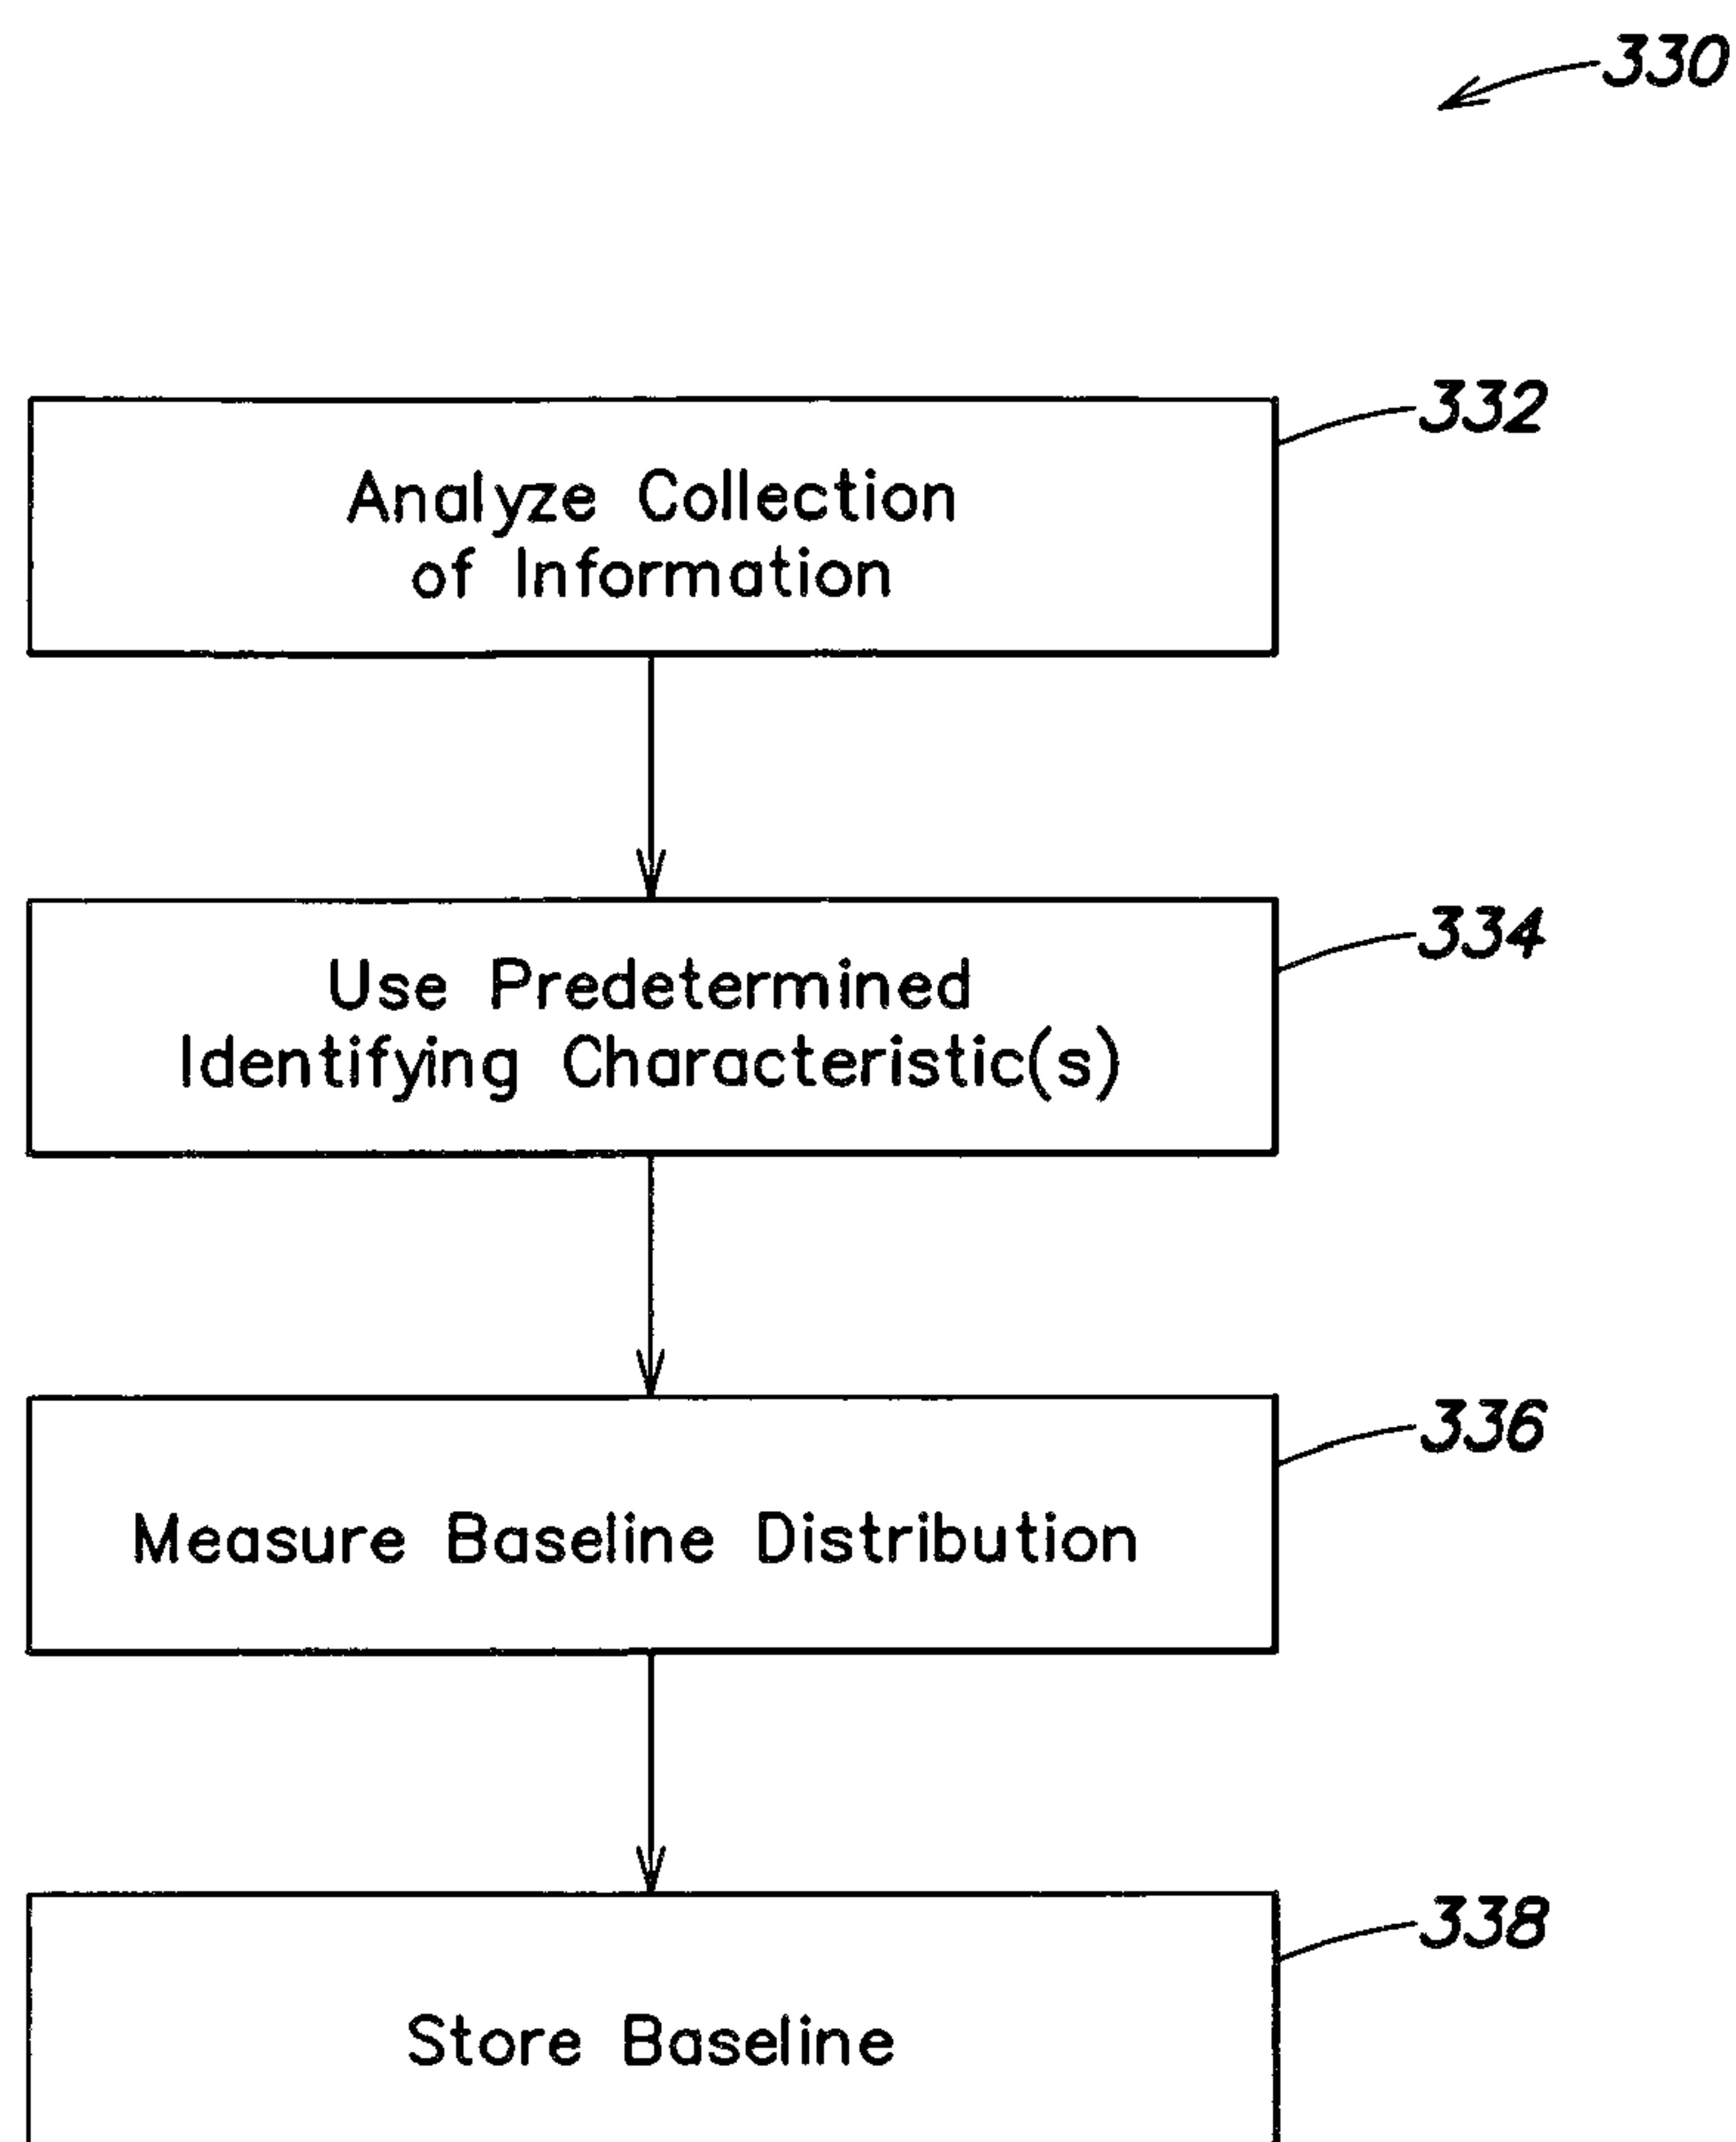 330
332
Analyze Collection
of Information
334
Use Predetermined
Identifying Characteristic(s)
336
Measure Baseline Distribution
338
Store Baseline